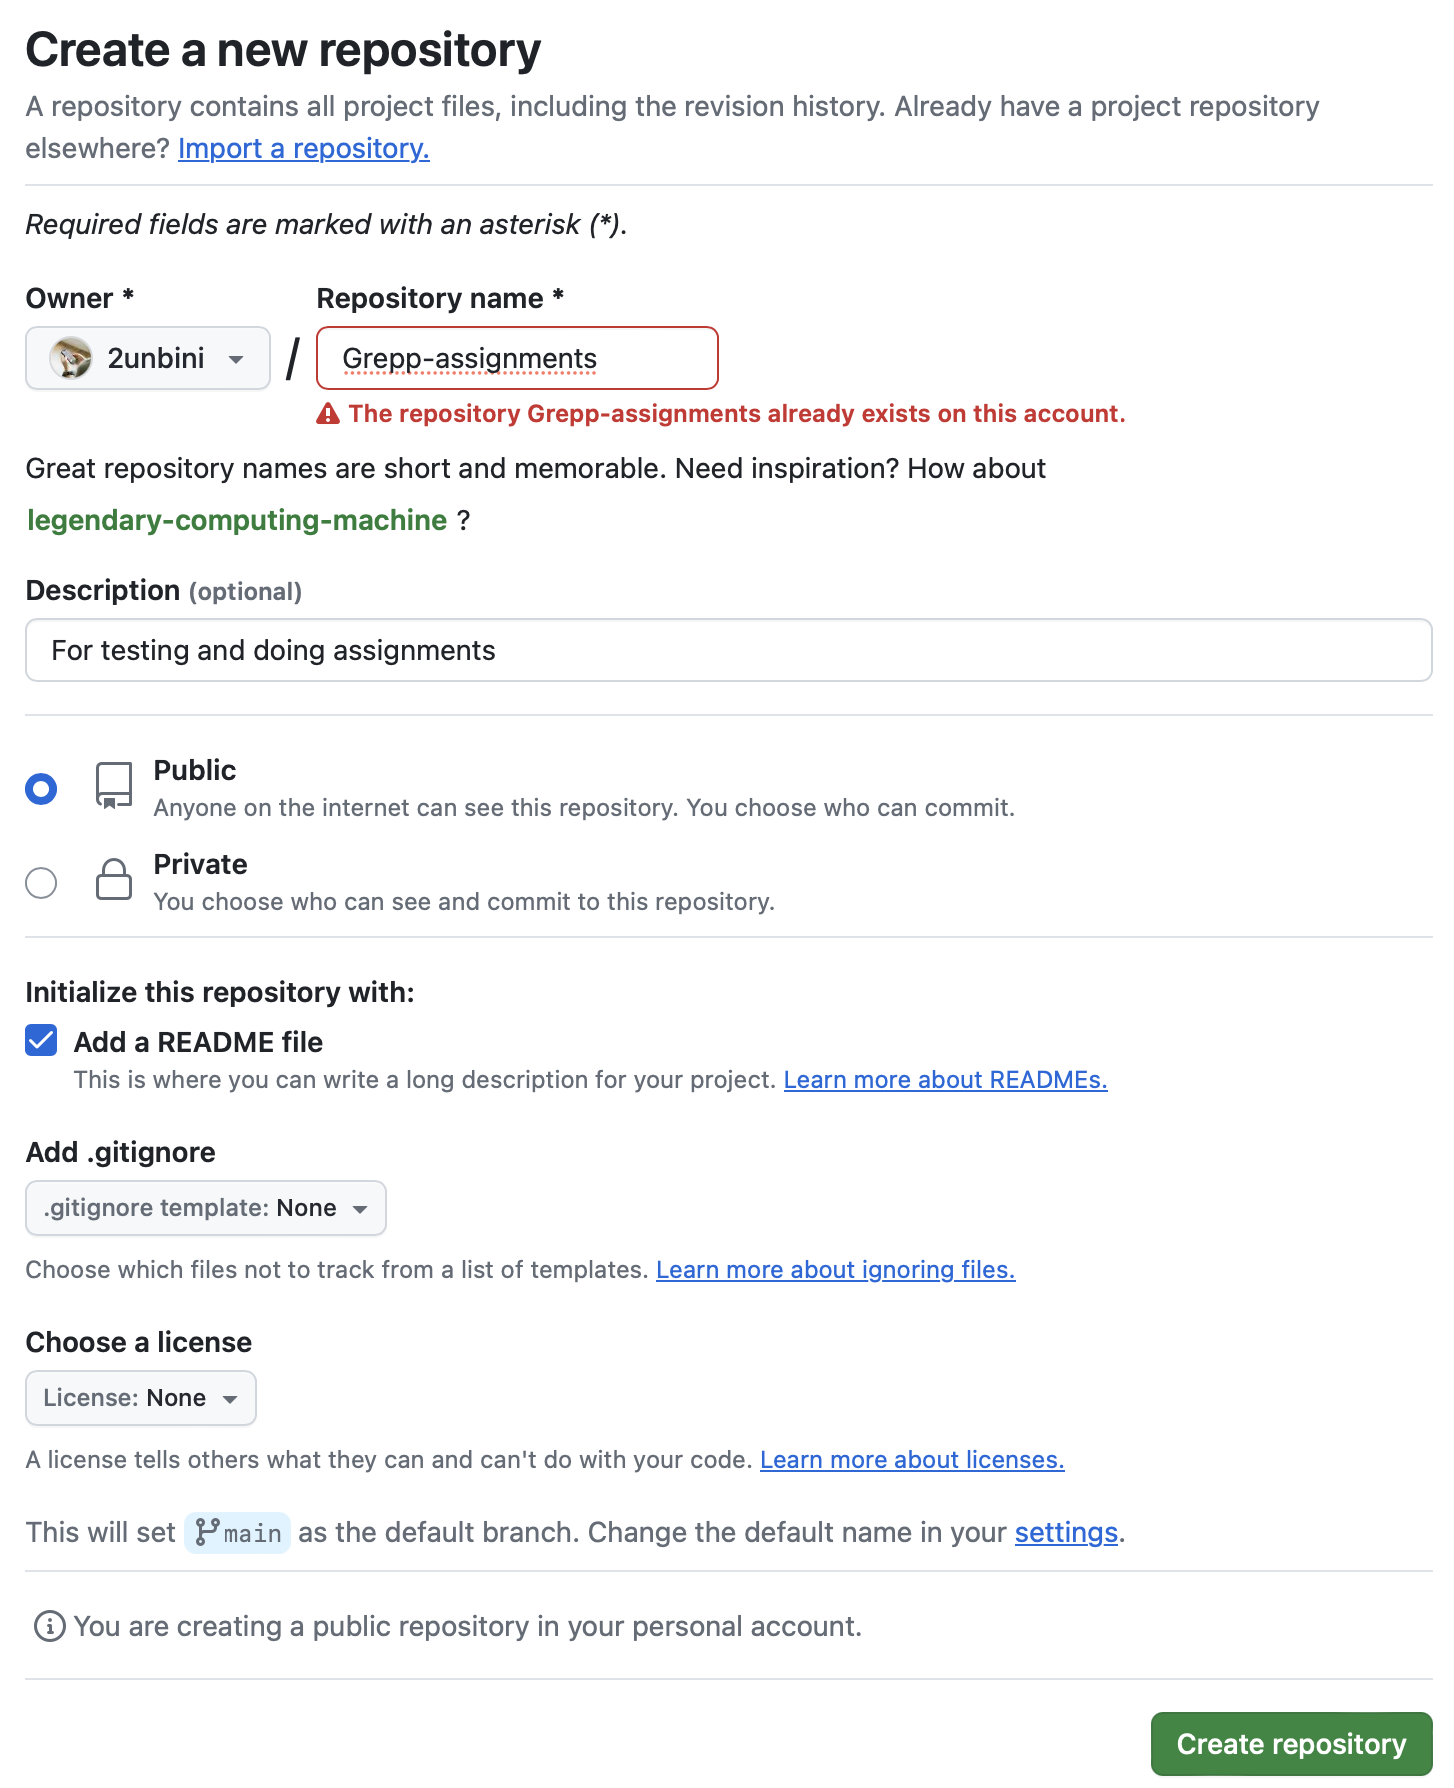 Create a new repository
A repository contains all project files, including the revision history. Already have a project repository
elsewhere? Import a repository.
Required fields are marked with an asterisk (*).
Owner *
Repository name *
2unbini
/
Grepp-assignments
The repository Grepp-assignments already exists on this account.
Great repository names are short and memorable. Need inspiration? How about
legendary-computing-machine ?
Description (optional)
For testing and doing assignments
Public
Anyone on the internet can see this repository. You choose who can commit.
Private
You choose who can see and commit to this repository.
Initialize this repository with:
Add a README file
This is where you can write a long description for your project. Learn more about READMEs.
Add .gitignore
.gitignore template: None
Choose which files not to track from a list of templates. Learn more about ignoring files.
Choose a license
License: None
A license tells others what they can and can't do with your code. Learn more about licenses.
This will set main as the default branch. Change the default name in your settings.
You are creating a public repository in your personal account.
Create repository